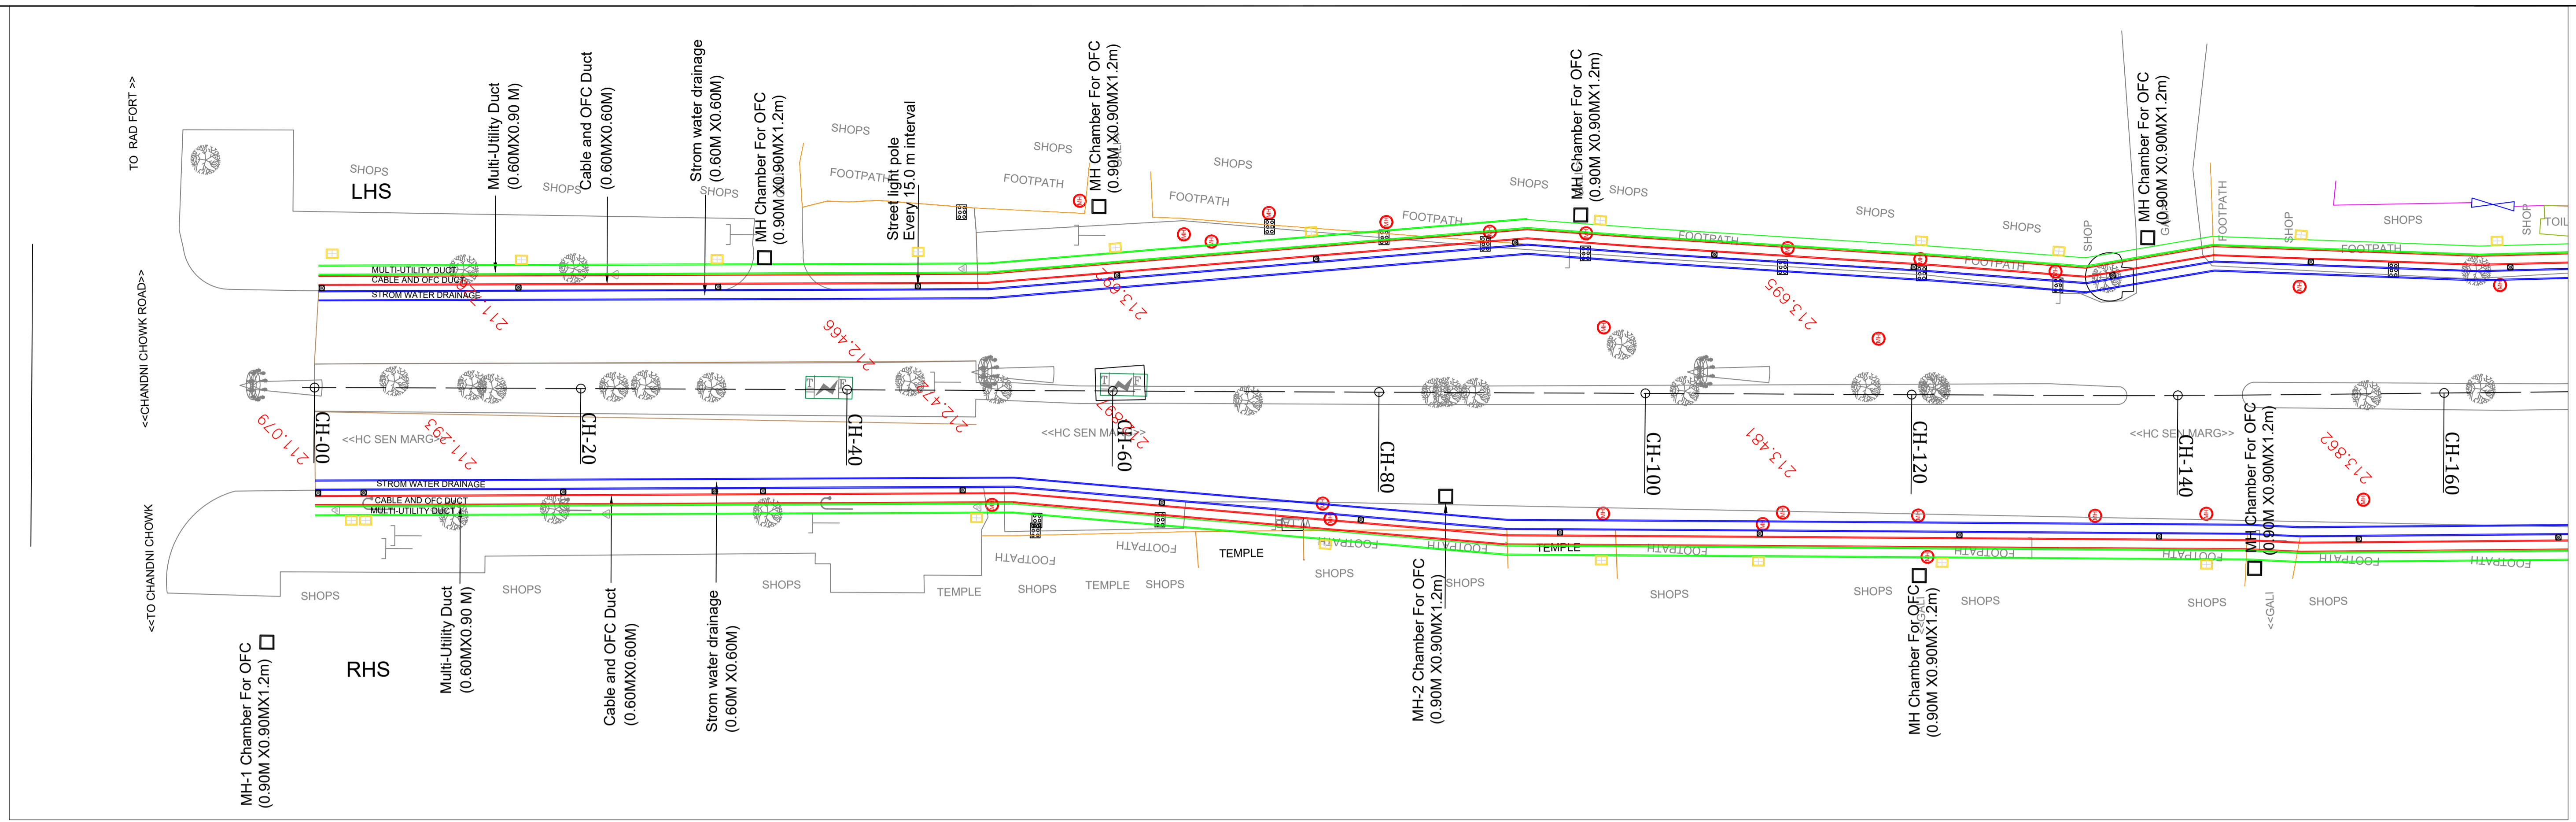 TO RAD FORT >>
<<CHANDNI CHOWK ROAD>>
<<TO CHANDNI CHOWK
LHS
SHOPS
SHOPS
SHOPS
SHOPS
SHOPS
SHOPS
SHOPS
SHOPS
SHOPS
SHOPS
SHOP
SHOP
SHOPS
SHOP
Multi-Utility Duct
(0.60MX0.90 M)
Cable and OFC Duct
(0.60MX0.60M)
Strom water drainage
(0.60M X0.60M)
MH Chamber For OFC
(0.90M X0.90MX1.2m)
Street light pole
Every 15.0 m interval
MH Chamber For OFC
(0.90M X0.90MX1.2m)
MH Chamber For OFC
(0.90M X0.90MX1.2m)
MH Chamber For OFC
(0.90M X0.90MX1.2m)
FOOTPATH
FOOTPATH
FOOTPATH
FOOTPATH
FOOTPATH
FOOTPATH
FOOTPATH
FOOTPATH
MULTI-UTILITY DUCT
CABLE AND OFC DUCT
STROM WATER DRAINAGE
212.466
213.695
T F
T F
CH-00
CH-20
CH-40
CH-60
CH-80
CH-100
CH-120
CH-140
CH-160
211.079
211.293
213.481
213.862
<<HC SEN MARG>>
<<HC SEN MARG>>
<<HC SEN MARG>>
STROM WATER DRAINAGE
CABLE AND OFC DUCT
MULTI-UTILITY DUCT
FOOTPATH
FOOTPATH
TEMPLE
FOOTPATH
FOOTPATH
TEMPLE
FOOTPATH
FOOTPATH
FOOTPATH
FOOTPATH
FOOTPATH
SHOPS
SHOPS
SHOPS
TEMPLE
SHOPS
TEMPLE
SHOPS
SHOPS
SHOPS
SHOPS
SHOPS
SHOPS
SHOPS
SHOPS
<<GALI
<<GALI
MH-1 Chamber For OFC
(0.90M X0.90MX1.2m)
RHS
Multi-Utility Duct
(0.60MX0.90 M)
Cable and OFC Duct
(0.60MX0.60M)
Strom water drainage
(0.60M X0.60M)
MH-2 Chamber For OFC
(0.90M X0.90MX1.2m)
MH Chamber For OFC
(0.90M X0.90MX1.2m)
MH Chamber For OFC
(0.90M X0.90MX1.2m)